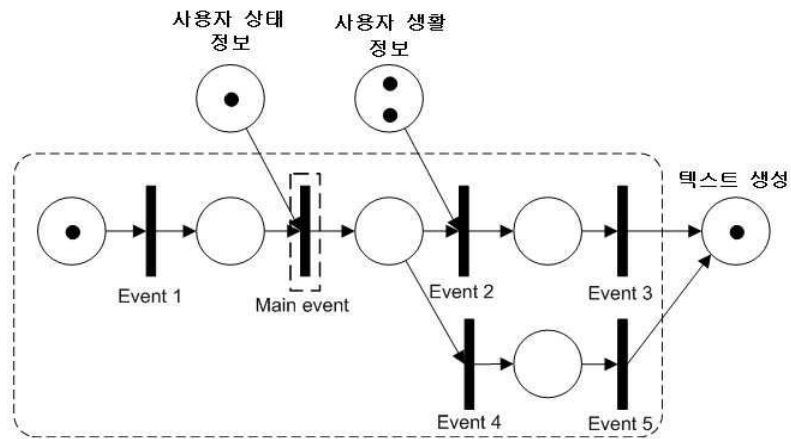 사용자 상태
정보
사용자 생활
정보
텍스트 생성
Event 1
Main event
Event 2
Event 3
Event 4
Event 5